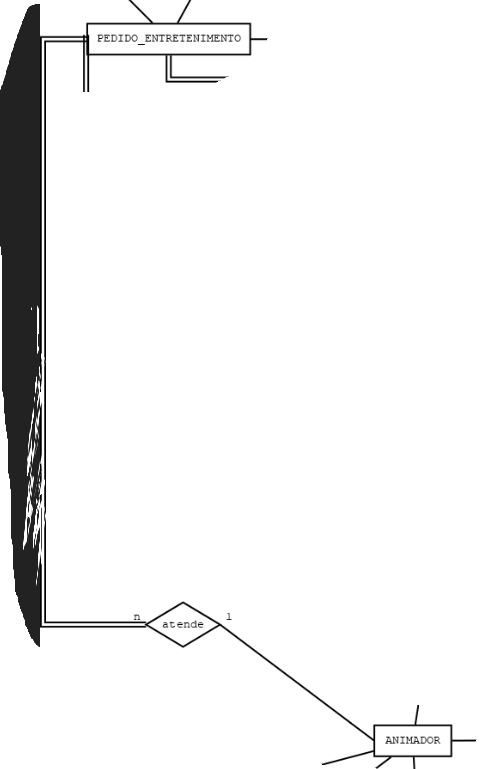 PEDIDO_ENTRETENIMENTO
n
1
atende
ANIMADOR